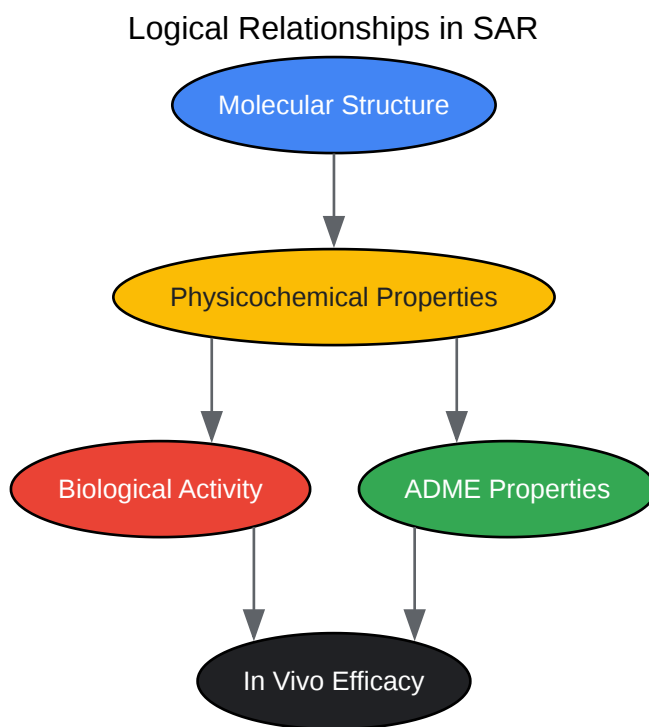 Logical Relationships in SAR
Molecular Structure
Physicochemical Properties
Biological Activity
ADME Properties
In Vivo Efficacy